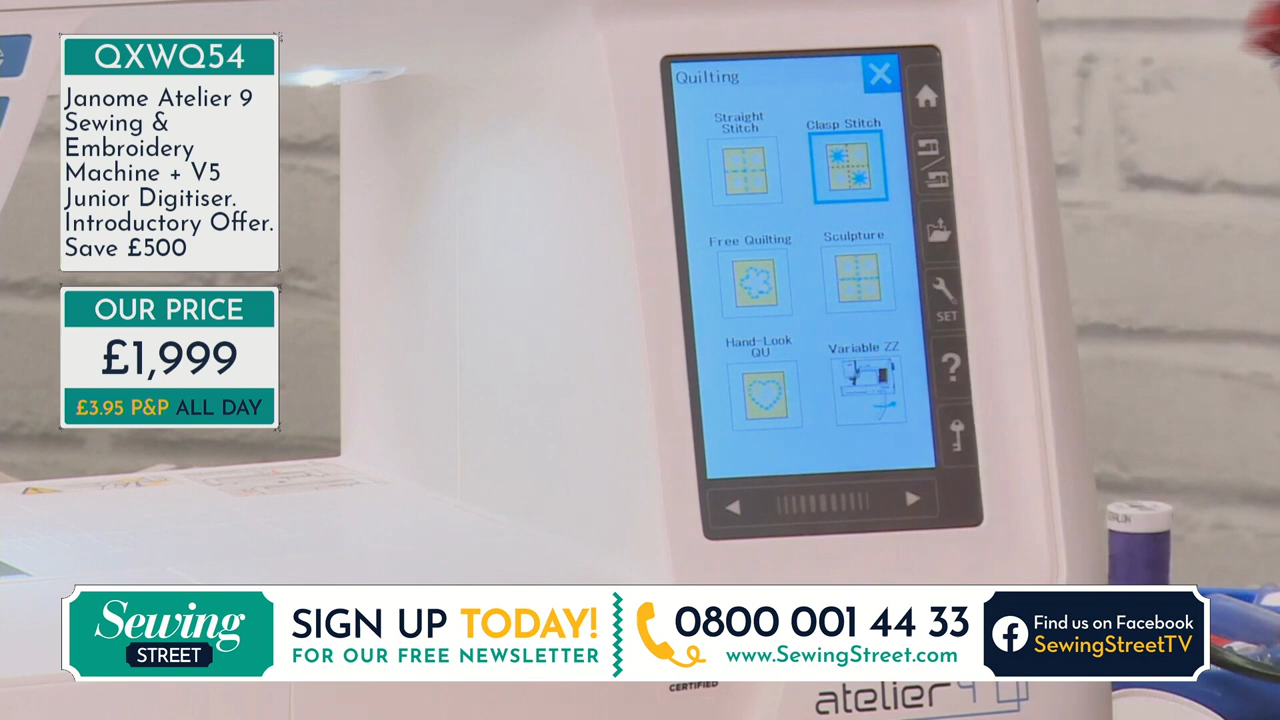 QXWQ54
Janome Atelier 9
Sewing &
Embroidery
Machine + V5
Junior Digitiser.
Introductory Offer.
Save £500
OUR PRICE
£1,999
£3.95 P&P ALL DAY
Quilting
Straight
Stitch
Clasp Stitch
Free Quilting
Sculpture
Hand-Look
QU
Variable ZZ
SET
?
Sewing
STREET
SIGN UP TODAY!
FOR OUR FREE NEWSLETTER
0800 001 44 33
www.SewingStreet.com
Find us on Facebook
SewingStreetTV
CERTIFIED
atelier 9